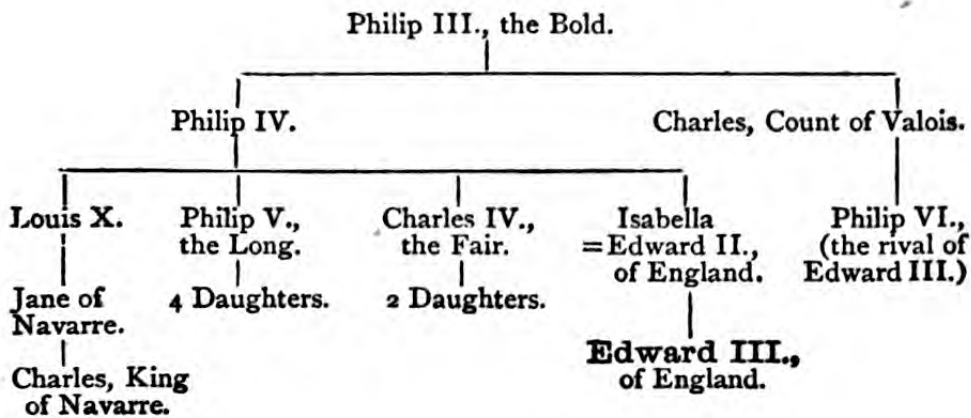 Philip III., the Bold.
Philip IV.
Charles, Count of Valois.
Louis X.
Philip V.,
the Long.
Charles IV.,
the Fair.
Isabella
=Edward II.,
of England.
Philip VI.,
(the rival of
Edward III.)
Jane of
Navarre.
4 Daughters.
2 Daughters.
Edward III.,
of England.
Charles, King
of Navarre.